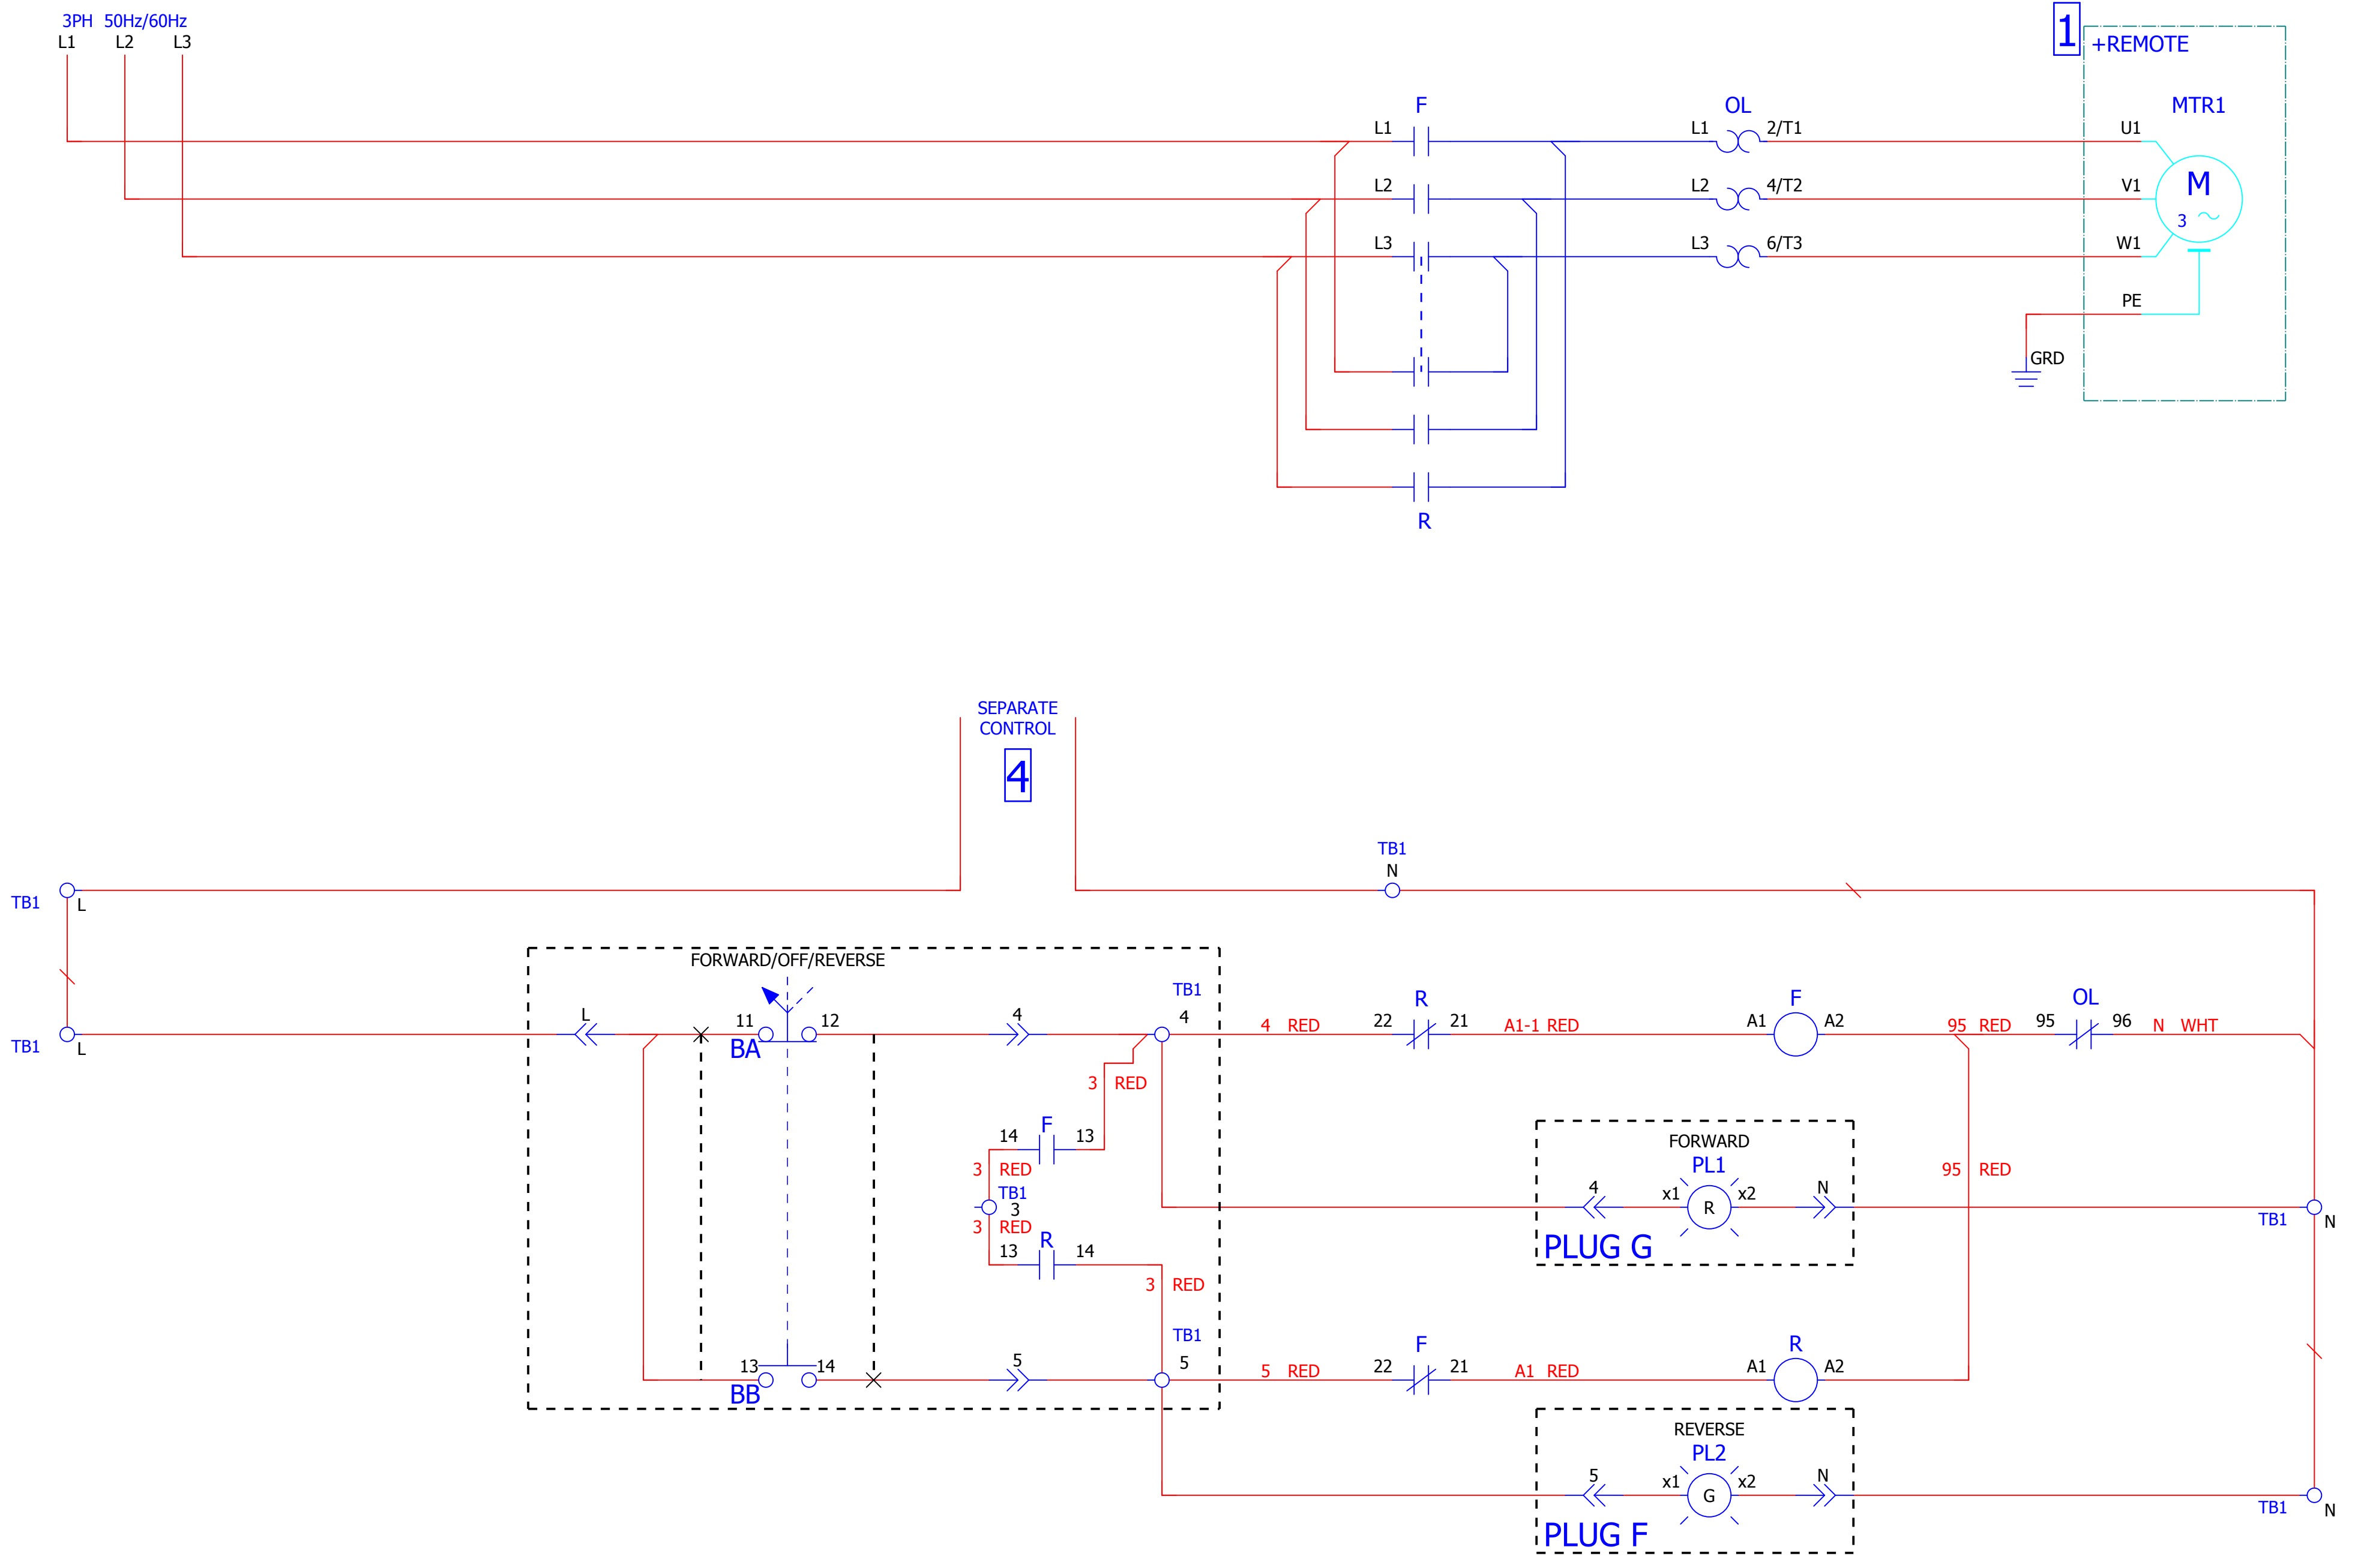 3PH 50Hz/60Hz
L1 L2 L3
1
+REMOTE
MTR1
F
OL
L1
L1
2/T1
U1
M
3
L2
L2
4/T2
V1
L3
L3
6/T3
W1
PE
GRD
R
SEPARATE
CONTROL
4
TB1
N
TB1
L
FORWARD/OFF/REVERSE
TB1
L
L
11
12
BA
4
TB1
4
4 RED
22
R
21
A1-1 RED
A1
F
A2
95 RED
95
OL
96
N WHT
3 RED
14
F
13
3 RED
TB1
3
3 RED
13
R
14
3 RED
FORWARD
PL1
4
x1
R
x2
N
PLUG G
95 RED
TB1
N
13
14
BB
5
TB1
5
5 RED
22
F
21
A1 RED
A1
R
A2
REVERSE
PL2
5
x1
G
x2
N
PLUG F
TB1
N